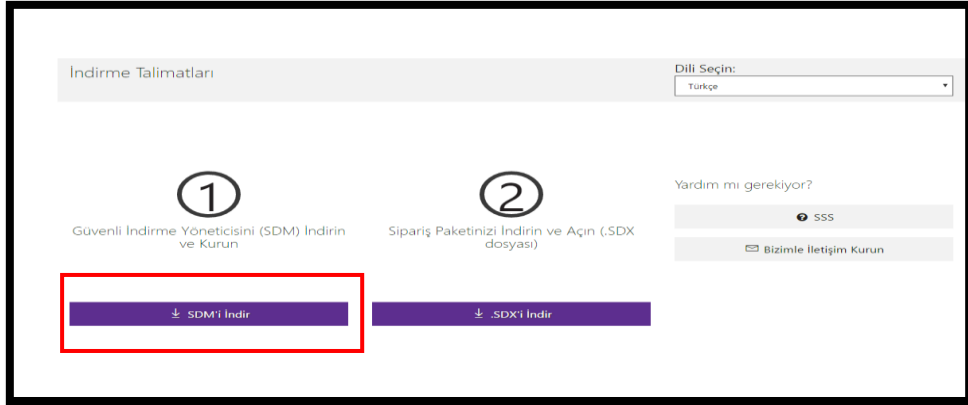 İndirme Talimatları
Dili Seçin:
Türkçe
1
Güvenli İndirme Yöneticisini (SDM) İndirin
ve Kurun
SDM'i İndir
2
Sipariş Paketinizi İndirin ve Açın (.SDX
dosyası)
.SDX'i İndir
Yardım mı gerekiyor?
SSS
Bizimle İletişim Kurun